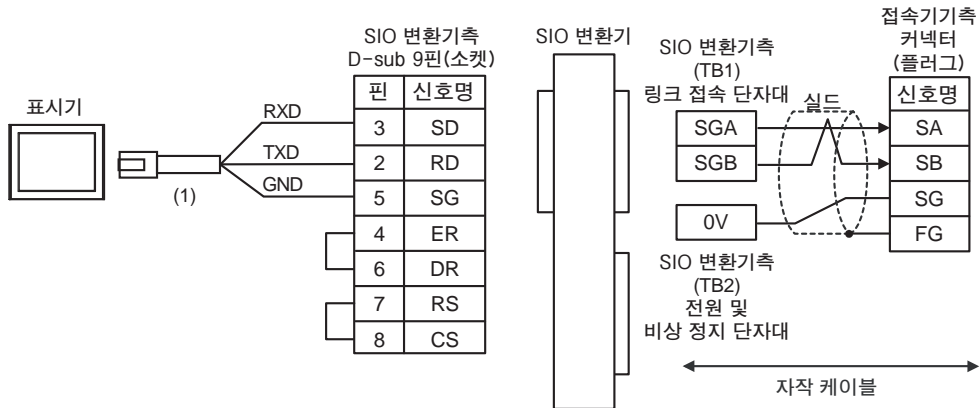 표시기
(1)
RXD
TXD
GND
SIO 변환기측
D-sub 9핀(소켓)
핀 신호명
3 SD
2 RD
5 SG
4 ER
6 DR
7 RS
8 CS
SIO 변환기
SIO 변환기측
(TB1)
링크 접속 단자대
SGA
SGB
0V
SIO 변환기측
(TB2)
전원 및
비상 정지 단자대
실드
접속기기측
커넥터
(플러그)
신호명
SA
SB
SG
FG
자작 케이블